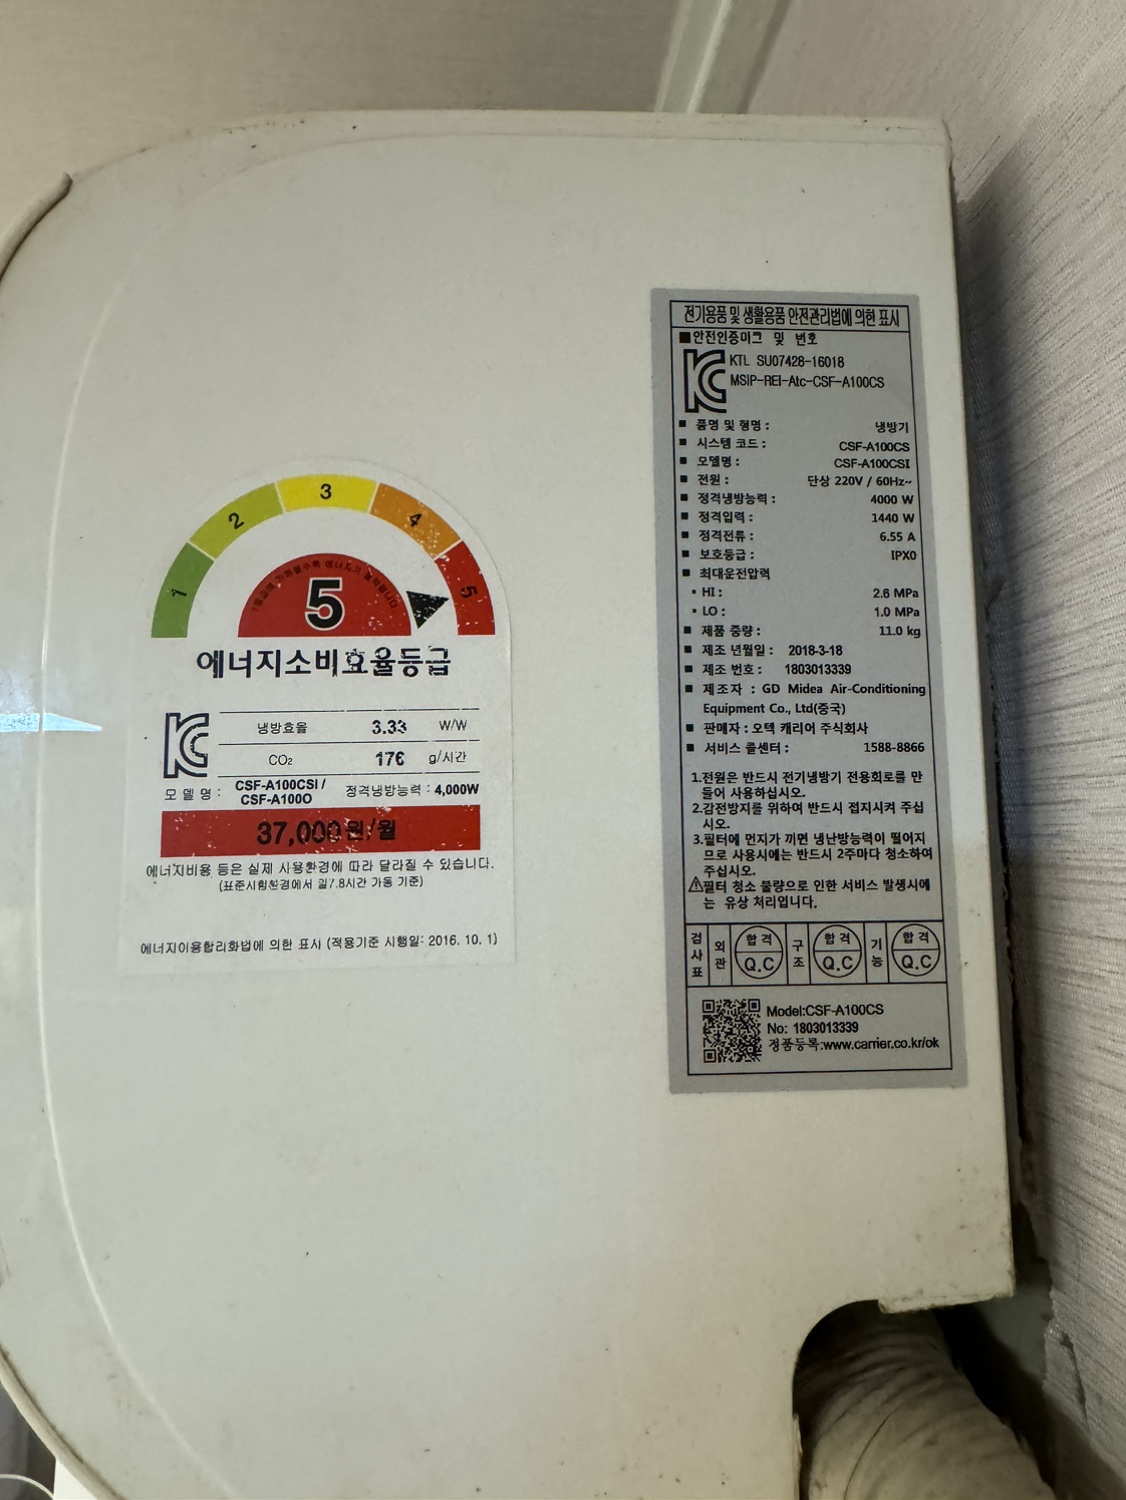 1
2
3
4
5
5
에너지소비효율등급
냉방효율 3.33 W/W
CO₂ 176 g/시간
모델명 : CSF-A100CSI / CSF-A100O 정격냉방능력 : 4,000W
37,000원/월
에너지비용 등은 실제 사용환경에 따라 달라질 수 있습니다.
(표준시험환경에서 일7.8시간 가동 기준)
에너지이용합리화법에 의한 표시 (적용기준 시행일: 2016. 10. 1)
전기용품 및 생활용품 안전관리법에 의한 표시
■안전인증마크 및 번호
KTL SU07428-16018
MSIP-REI-Atc-CSF-A100CS
■ 품명 및 형명 : 냉방기
■ 시스템 코드 : CSF-A100CS
■ 모델명 : CSF-A100CSI
■ 전원 : 단상 220V / 60Hz~
■ 정격냉방능력 : 4000 W
■ 정격입력 : 1440 W
■ 정격전류 : 6.55 A
■ 보호등급 : IPX0
■ 최대운전압력
▪ HI : 2.6 MPa
▪ LO : 1.0 MPa
■ 제품 중량 : 11.0 kg
■ 제조 년월일 : 2018-3-18
■ 제조 번호 : 1803013339
■ 제조자 : GD Midea Air-Conditioning
Equipment Co., Ltd(중국)
■ 판매자 : 오텍 캐리어 주식회사
■ 서비스 콜센터 : 1588-8866
1.전원은 반드시 전기냉방기 전용회로를 만
들어 사용하십시오.
2.감전방지를 위하여 반드시 접지시켜 주십
시오.
3.필터에 먼지가 끼면 냉난방능력이 떨어지
므로 사용시에는 반드시 2주마다 청소하여
주십시오.
⚠필터 청소 불량으로 인한 서비스 발생시에
는 유상 처리입니다.
검사표 외관 합격 Q.C 구조 합격 Q.C 기능 합격 Q.C
Model:CSF-A100CS
No: 1803013339
정품등록:www.carrier.co.kr/ok